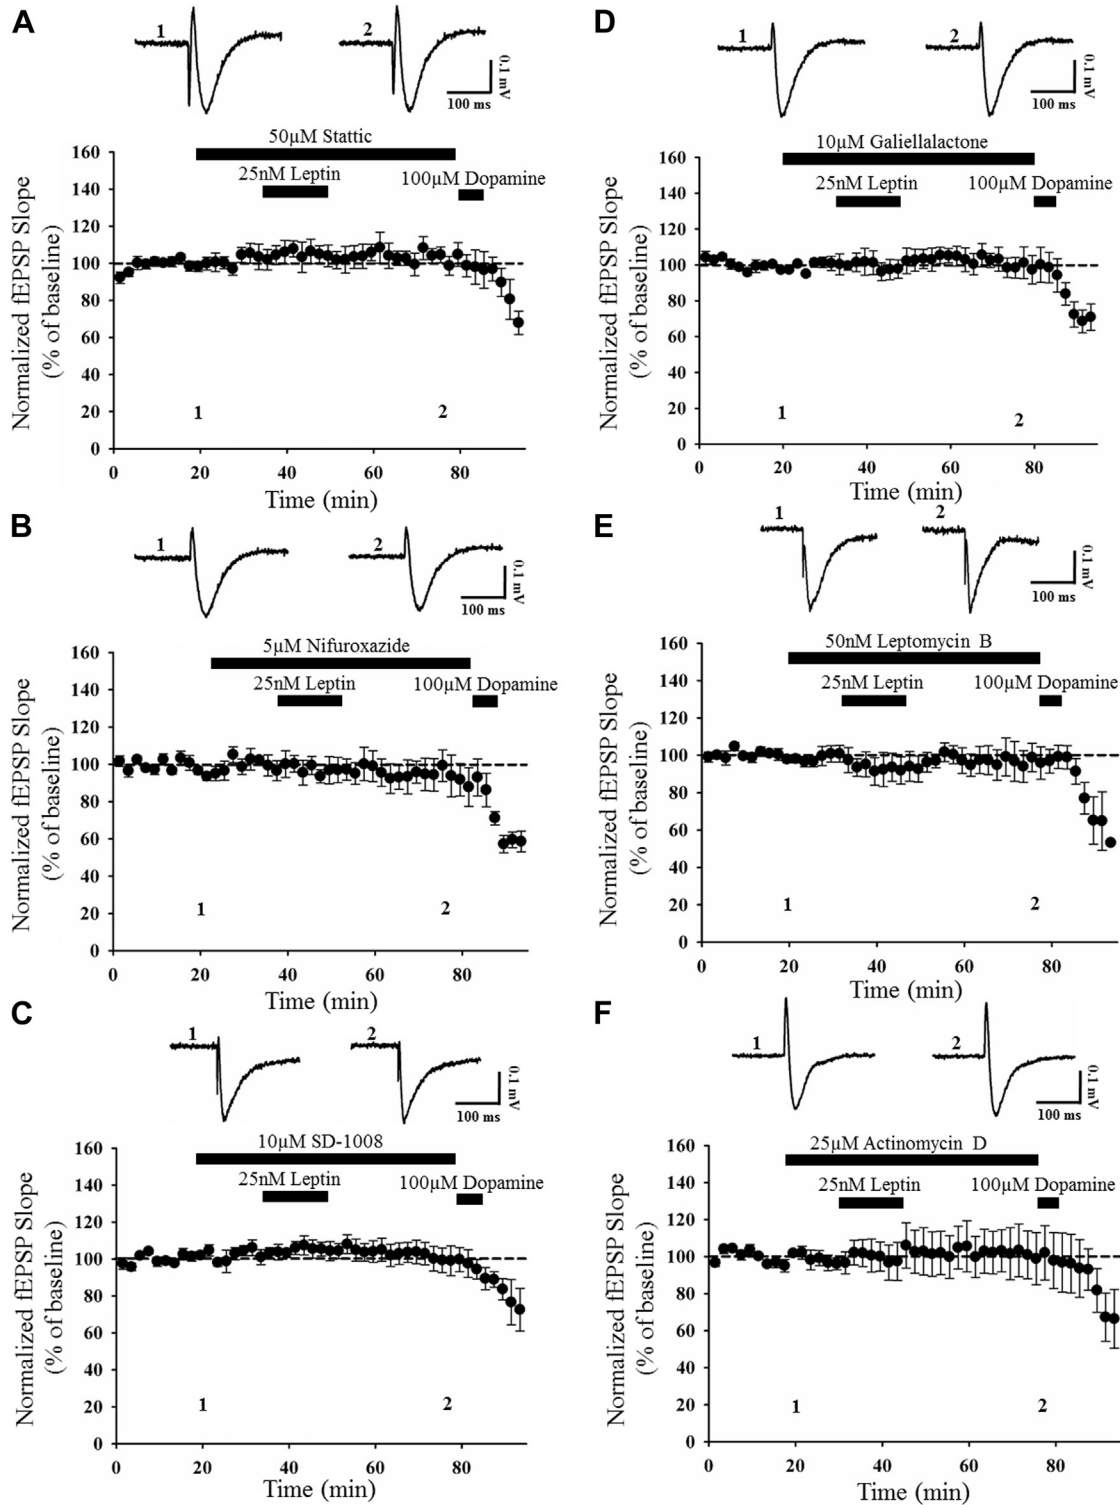 A
1
2
0.1 mV
100 ms
50µM Stattic
25nM Leptin
100µM Dopamine
Normalized fEPSP Slope
(% of baseline)
160
140
120
100
80
60
40
20
0
1
2
0 20 40 60 80
Time (min)
B
1
2
0.1 mV
100 ms
5µM Nifuroxazide
25nM Leptin
100µM Dopamine
Normalized fEPSP Slope
(% of baseline)
160
140
120
100
80
60
40
20
0
1
2
0 20 40 60 80
Time (min)
C
1
2
0.1 mV
100 ms
10µM SD-1008
25nM Leptin
100µM Dopamine
Normalized fEPSP Slope
(% of baseline)
160
140
120
100
80
60
40
20
0
1
2
0 20 40 60 80
Time (min)
D
1
2
0.1 mV
100 ms
10µM Galiellalactone
25nM Leptin
100µM Dopamine
Normalized fEPSP Slope
(% of baseline)
160
140
120
100
80
60
40
20
0
1
2
0 20 40 60 80
Time (min)
E
1
2
0.1 mV
100 ms
50nM Leptomycin B
25nM Leptin
100µM Dopamine
Normalized fEPSP Slope
(% of baseline)
160
140
120
100
80
60
40
20
0
1
2
0 20 40 60 80
Time (min)
F
1
2
0.1 mV
100 ms
25µM Actinomycin D
25nM Leptin
100µM Dopamine
Normalized fEPSP Slope
(% of baseline)
160
140
120
100
80
60
40
20
0
1
2
0 20 40 60 80
Time (min)